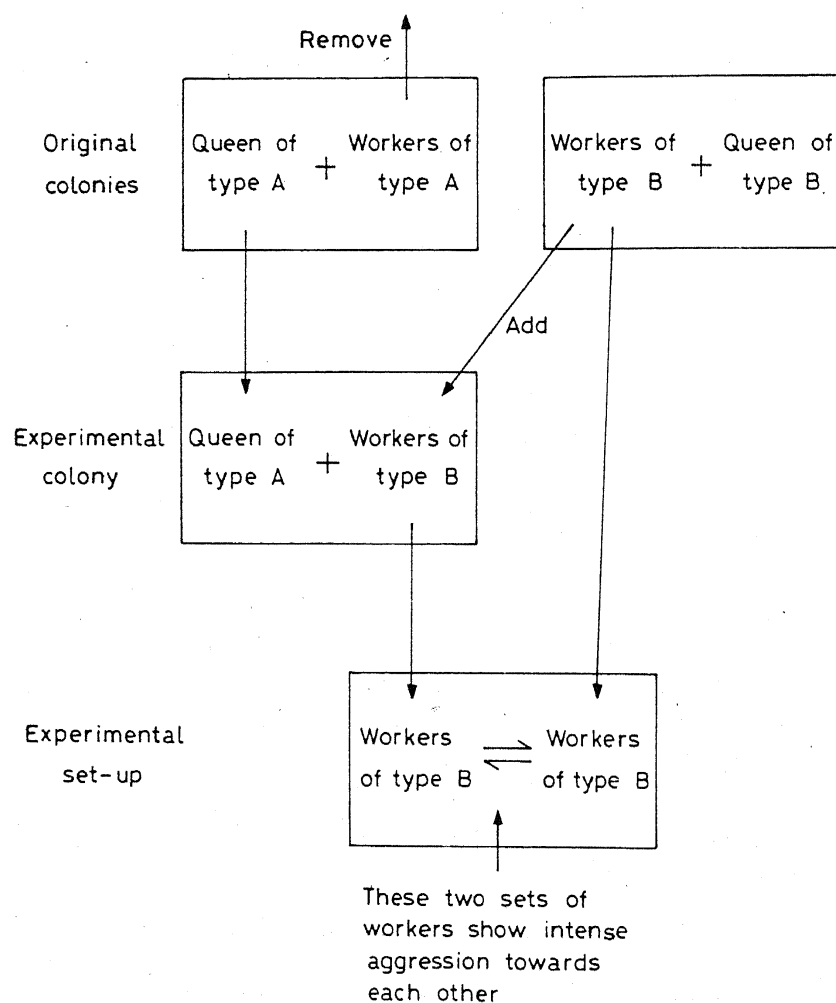 Remove
Original
colonies
Queen of
type A
+
Workers of
type A
Workers of
type B
+
Queen of
type B
Add
Experimental
colony
Queen of
type A
+
Workers of
type B
Experimental
set-up
Workers
of type B
⇌
Workers
of type B
These two sets of
workers show intense
aggression towards
each other